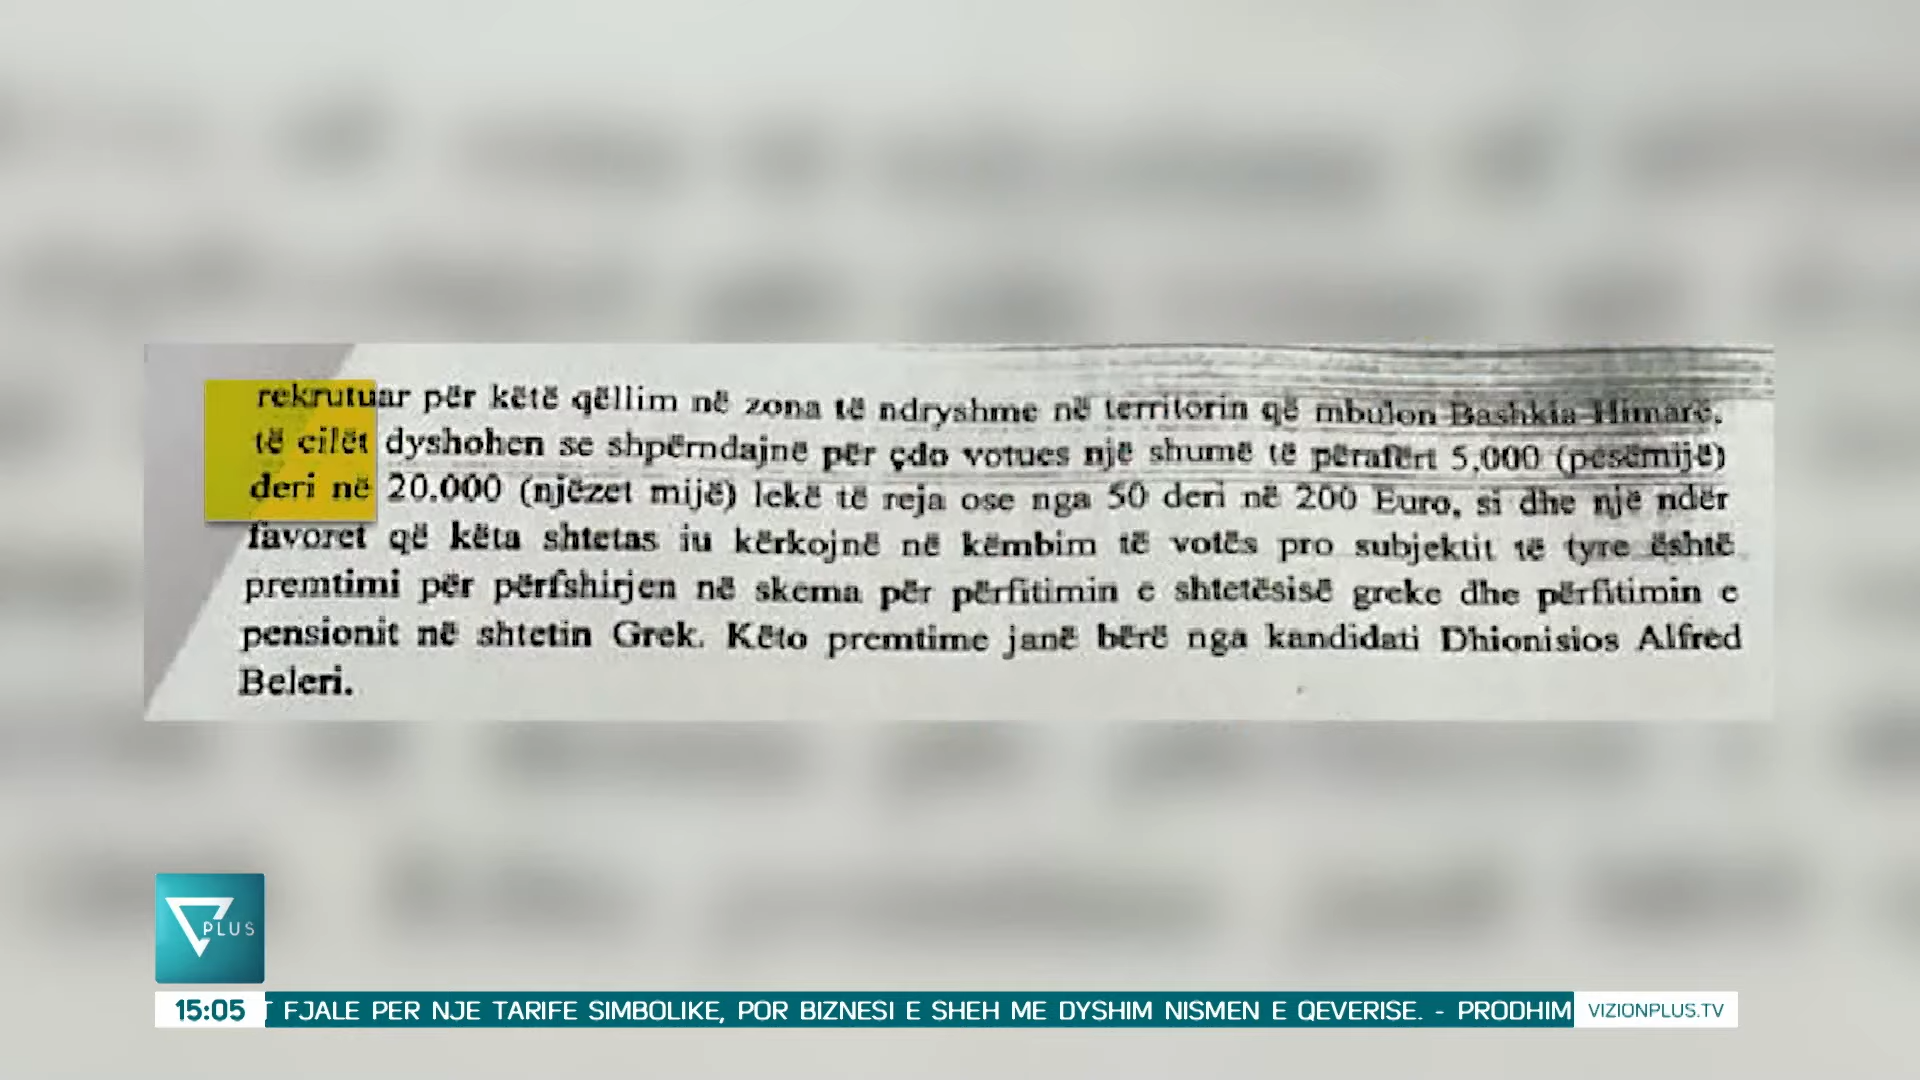 rekrutuar për këtë qëllim në zona të ndryshme në territorin që mbulon Bashkia Himarë,
të cilët dyshohen se shpërndajnë për çdo votues një shumë të përafërt 5,000 (pesëmijë)
deri në 20.000 (njëzet mijë) lekë të reja ose nga 50 deri në 200 Euro, si dhe një ndër
favoret që këta shtetas iu kërkojnë në këmbim të votës pro subjektit të tyre është
premtimi për përfshirjen në skema për përfitimin e shtetësisë greke dhe përfitimin e
pensionit në shtetin Grek. Këto premtime janë bërë nga kandidati Dhionisios Alfred
Beleri.
PLUS
15:05 FJALE PER NJE TARIFE SIMBOLIKE, POR BIZNESI E SHEH ME DYSHIM NISMEN E QEVERISE. - PRODHIM VIZIONPLUS.TV